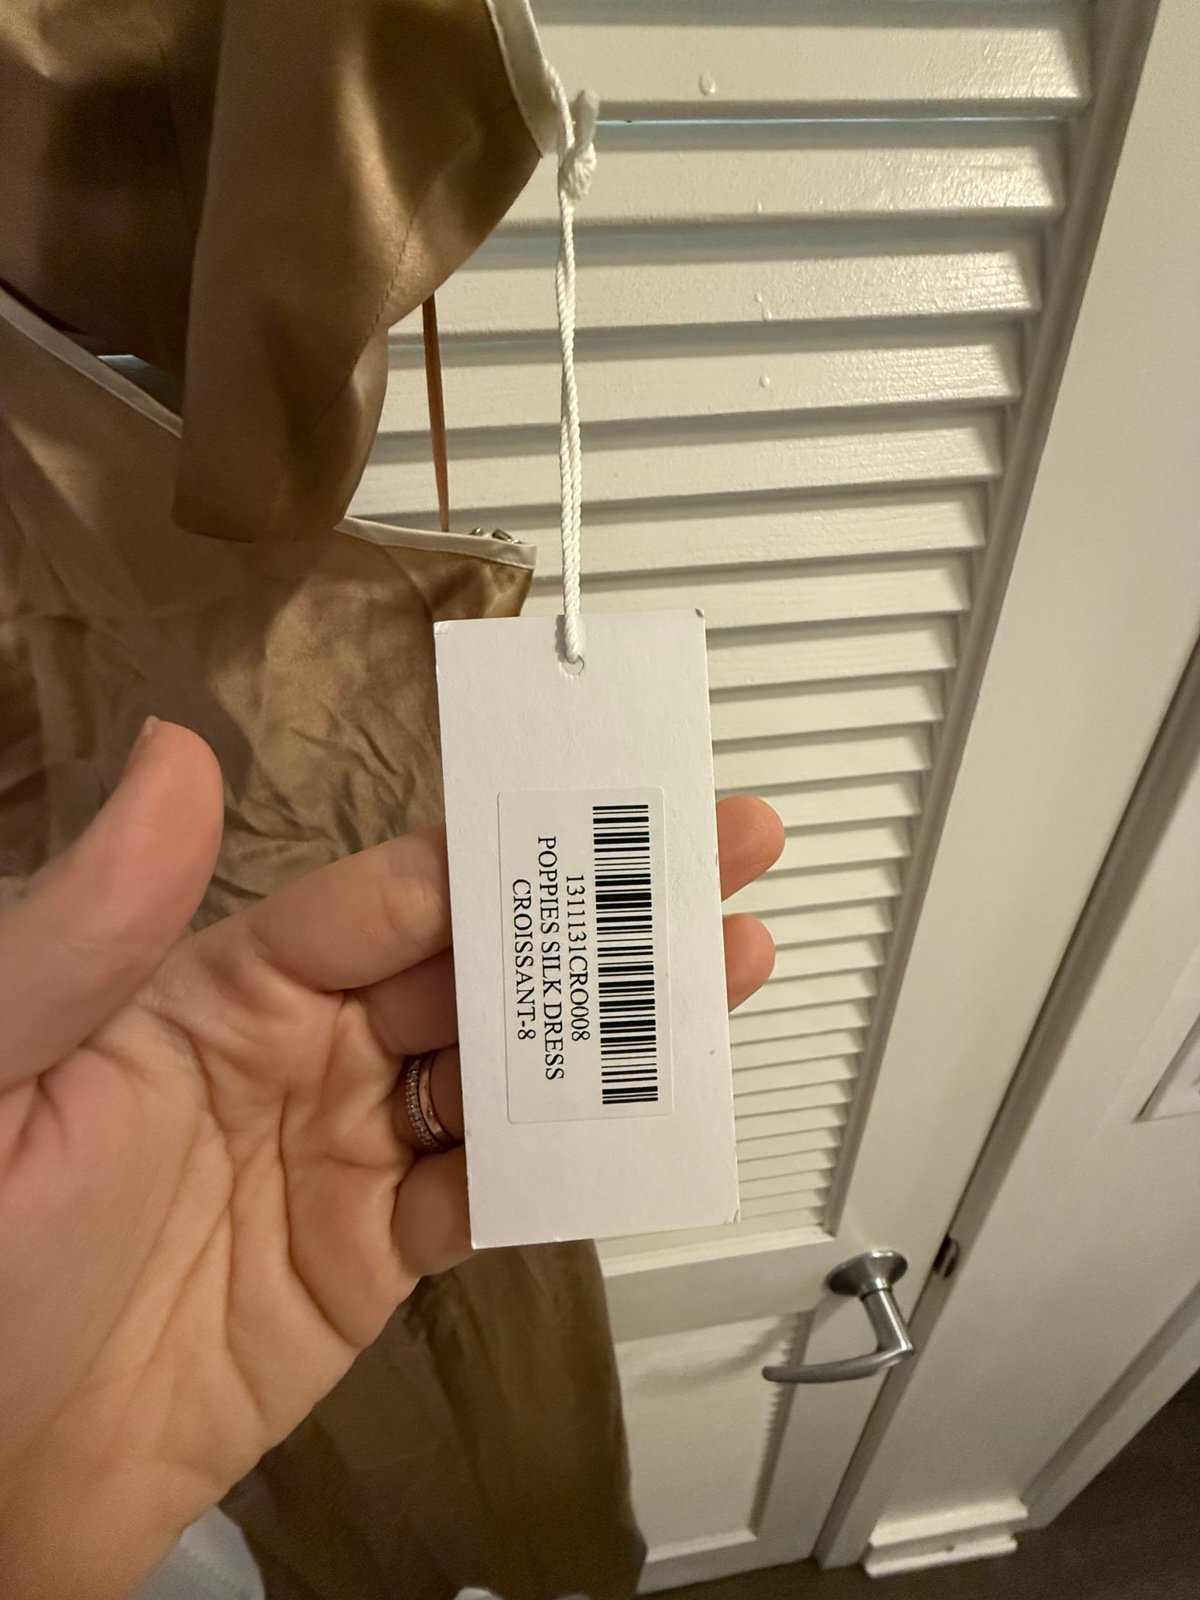 1311131CRO008
POPPIES SILK DRESS
CROISSANT-8